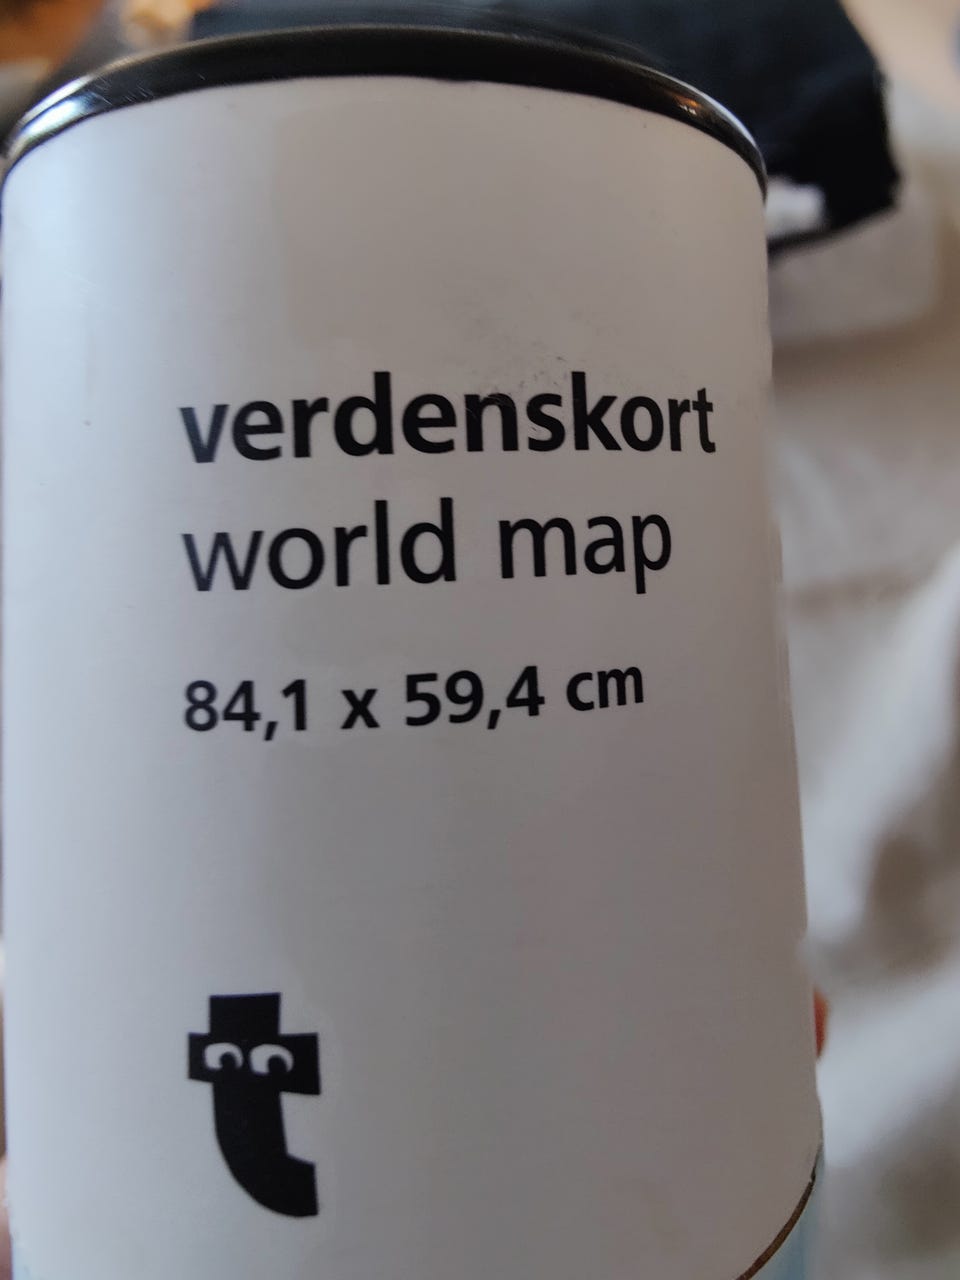 verdenskort
world map
84,1 x 59,4 cm
t